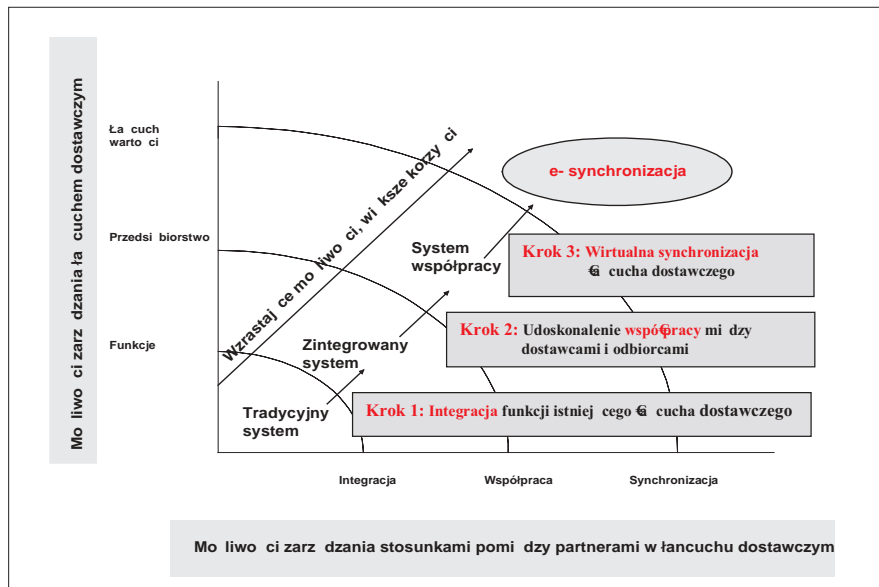 Mo liwo ci zarz dzania ła cuchem dostawczym
Ła cuch
warto ci
Przedsi biorstwo
Funkcje
Wzrastaj ce mo liwo ci, wi ksze korzy ci
e- synchronizacja
System
współpracy
Krok 3: Wirtualna synchronizacja
€a cucha dostawczego
Zintegrowany
system
Krok 2: Udoskonalenie współ€pracy mi dzy
dostawcami i odbiorcami
Tradycyjny
system
Krok 1: Integracja funkcji istniej cego €a cucha dostawczego
Integracja
Współpraca
Synchronizacja
Mo liwo ci zarz dzania stosunkami pomi dzy partnerami w łancuchu dostawczym